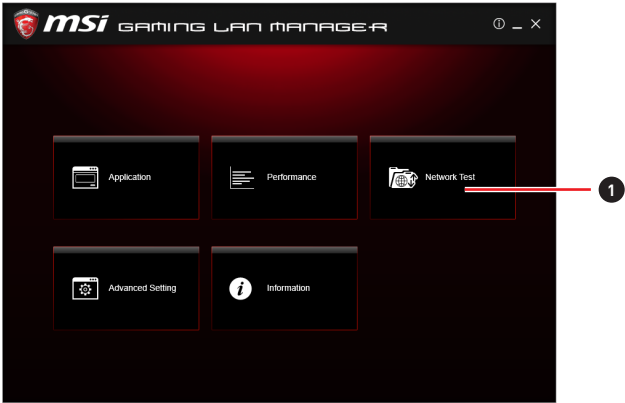 msi GAMING LAN MANAGER
Application
Performance
Network Test
1
Advanced Setting
Information